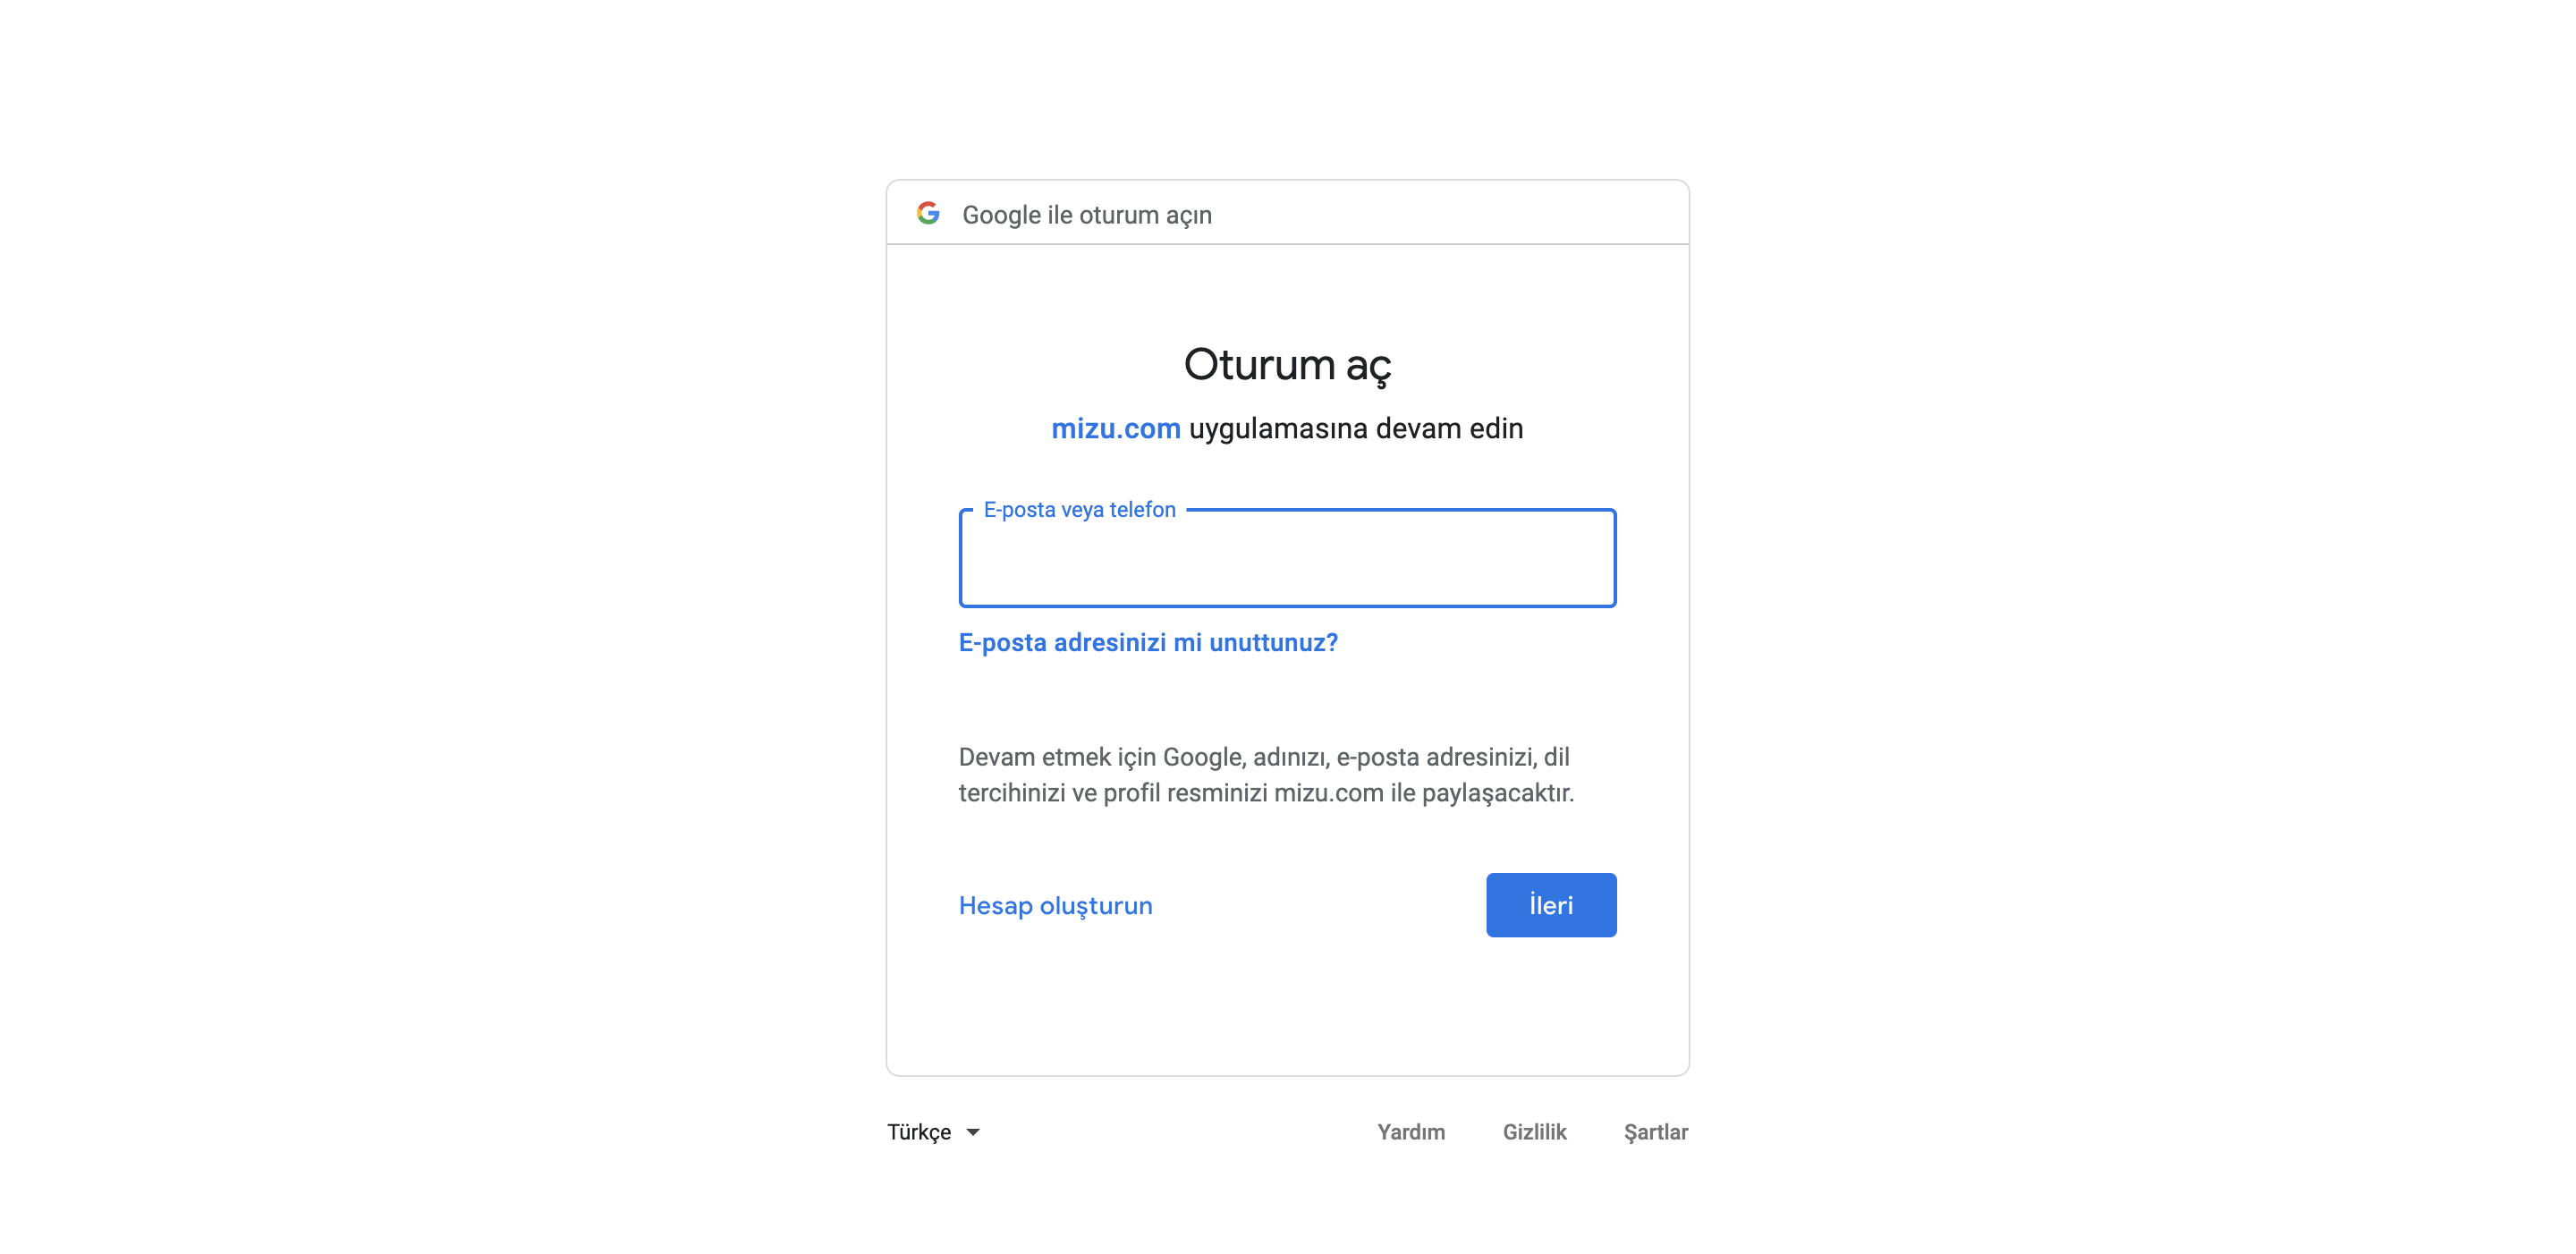 Google ile oturum açın
Oturum aç
mizu.com uygulamasına devam edin
E-posta veya telefon
E-posta adresinizi mi unuttunuz?
Devam etmek için Google, adınızı, e-posta adresinizi, dil
tercihinizi ve profil resminizi mizu.com ile paylaşacaktır.
Hesap oluşturun
İleri
Türkçe
Yardım
Gizlilik
Şartlar